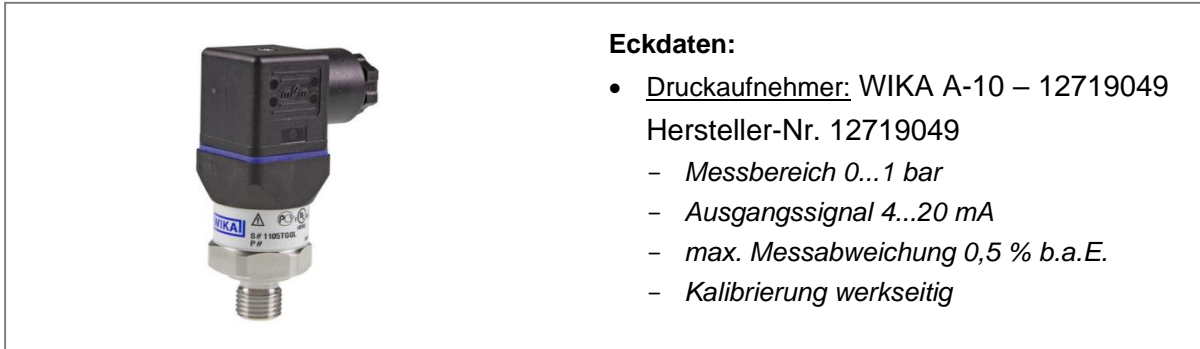 Eckdaten:
• Druckaufnehmer: WIKA A-10 – 12719049
Hersteller-Nr. 12719049
- Messbereich 0...1 bar
- Ausgangssignal 4...20 mA
- max. Messabweichung 0,5 % b.a.E.
- Kalibrierung werkseitig
WIKA
S# 1105TGOL
P#